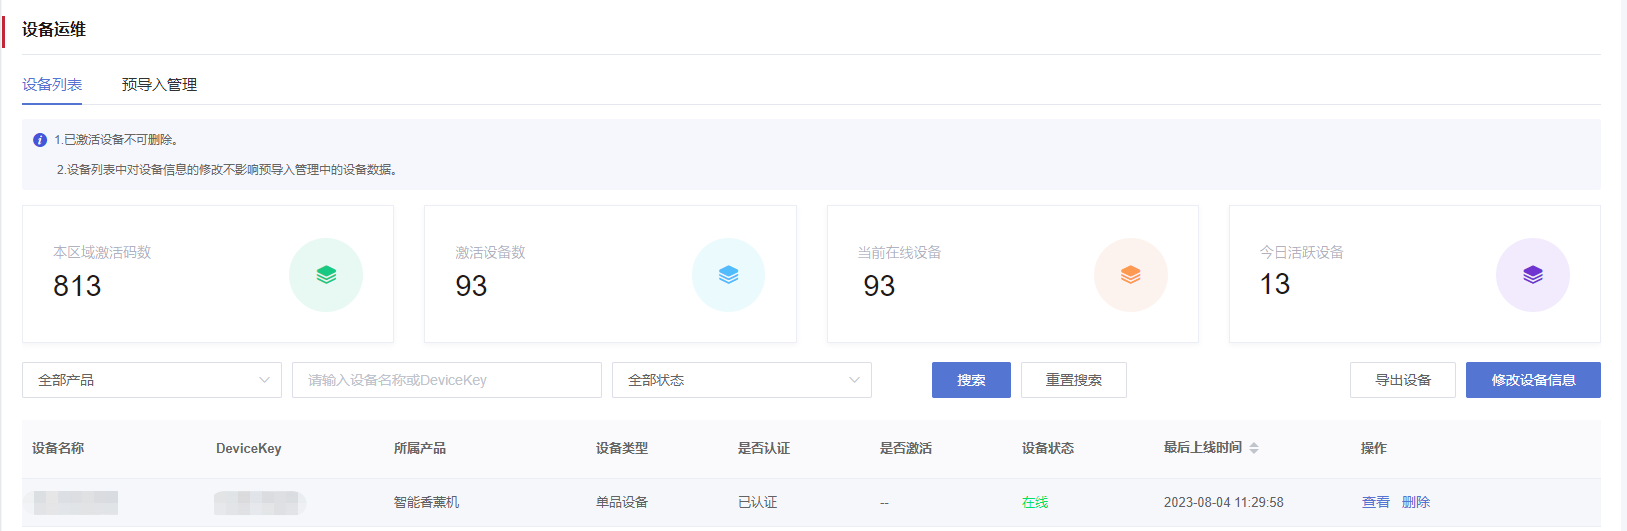 设备运维
设备列表 预导入管理
1.已激活设备不可删除。
2.设备列表中对设备信息的修改不影响预导入管理中的设备数据。
本区域激活码数 激活设备数 当前在线设备 今日活跃设备
813 93 93 13
全部产品 请输入设备名称或DeviceKey 全部状态 搜索 重置搜索 导出设备 修改设备信息
设备名称 DeviceKey 所属产品 设备类型 是否认证 是否激活 设备状态 最后上线时间 操作
智能香薰机 单品设备 已认证 -- 在线 2023-08-04 11:29:58 查看 删除